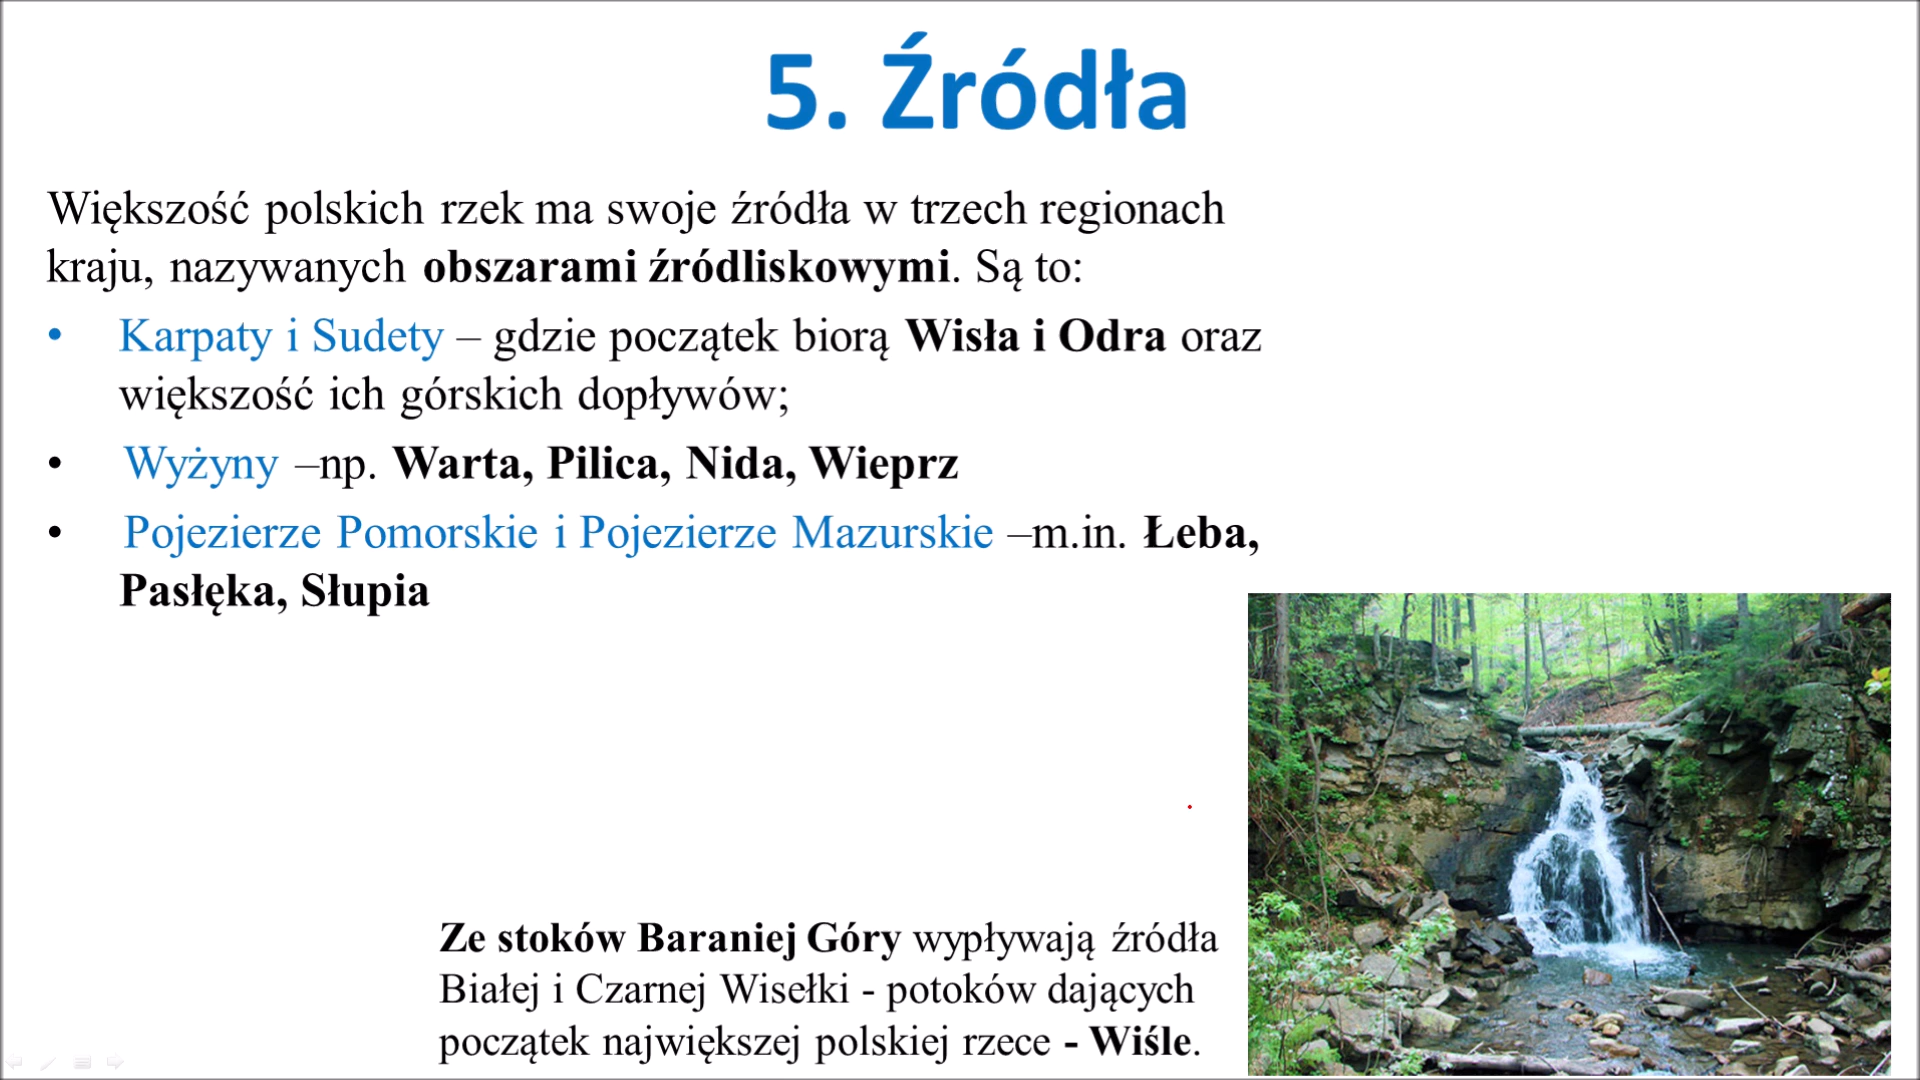 5. Źródła
Większość polskich rzek ma swoje źródła w trzech regionach
kraju, nazywanych obszarami źródliskowymi. Są to:
• Karpaty i Sudety – gdzie początek biorą Wisła i Odra oraz
większość ich górskich dopływów;
• Wyżyny –np. Warta, Pilica, Nida, Wieprz
• Pojezierze Pomorskie i Pojezierze Mazurskie –m.in. Łeba,
Pasłęka, Słupia
Ze stoków Baraniej Góry wypływają źródła
Białej i Czarnej Wisełki - potoków dających
początek największej polskiej rzece - Wiśle.